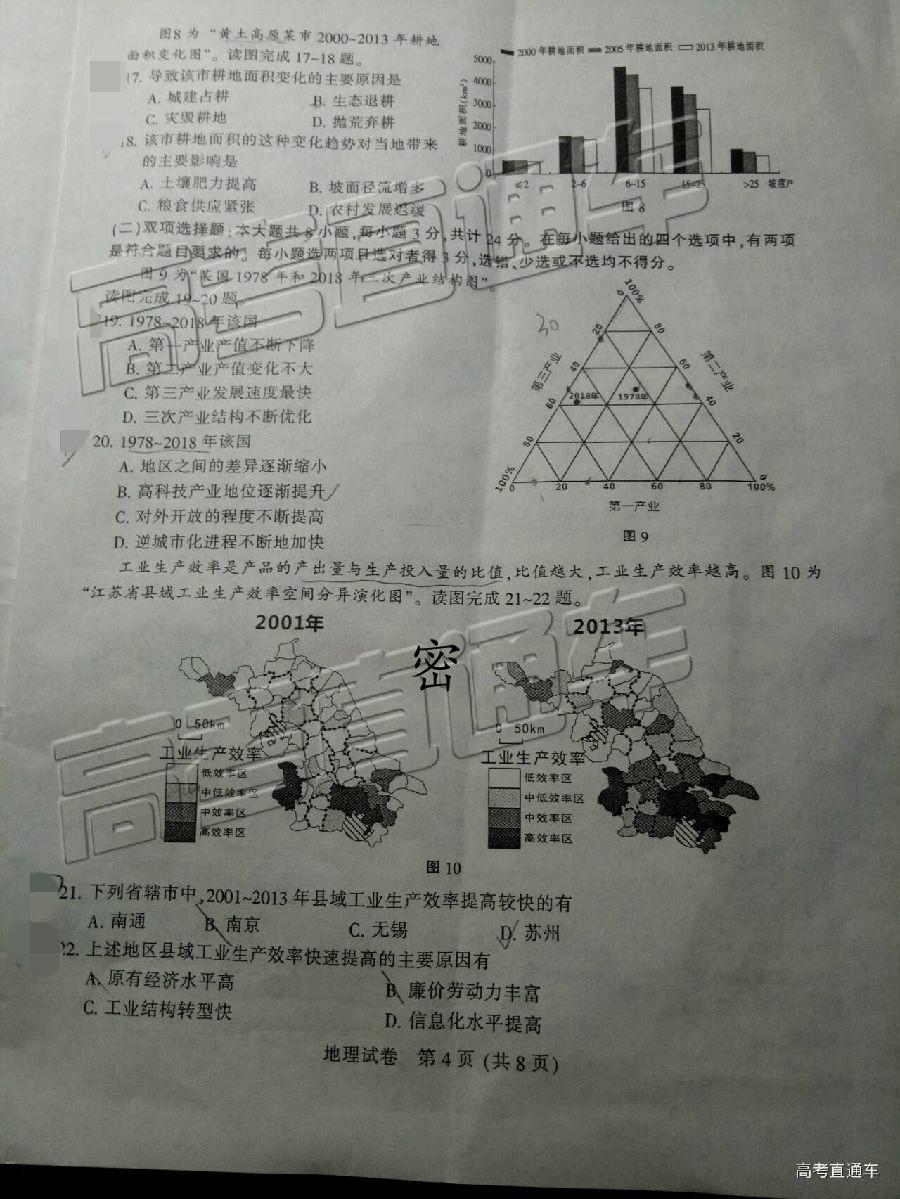 图8为“黄土高原某市2000~2013年耕地
面积变化图”。读图完成17~18题。
17. 导致该市耕地面积变化的主要原因是
A. 城建占耕 B. 生态退耕
C. 灾毁耕地 D. 抛荒弃耕
18. 该市耕地面积的这种变化趋势对当地带来
的主要影响是
A. 土壤肥力提高 B. 坡面径流增多
C. 粮食供应紧张 D. 农村发展迟缓
2000年耕地面积 2005年耕地面积 2013年耕地面积
耕地面积(km²)
5000
4000
3000
2000
1000
0
≤2 2~6 6~15 15~25 >25 坡度/°
图8
(二)双项选择题:本大题共8小题,每小题3分,共计24分。在每小题给出的四个选项中,有两项
是符合题目要求的。每小题选两项且选对者得3分,选错、少选或不选均不得分。
图9为“某国1978年和2018年三次产业结构图”。
读图完成19~20题。
19. 1978~2018年该国
A. 第一产业产值不断下降
B. 第二产业产值变化不大
C. 第三产业发展速度最快
D. 三次产业结构不断优化
20. 1978~2018年该国
A. 地区之间的差异逐渐缩小
B. 高科技产业地位逐渐提升
C. 对外开放的程度不断提高
D. 逆城市化进程不断地加快
30
0 100%
20 80
40 60
60 40
80 20
100% 0
第三产业 第二产业
2018年 1978年
0 20 40 60 80 100%
第一产业
图9
工业生产效率是产品的产出量与生产投入量的比值,比值越大,工业生产效率越高。图10为
“江苏省县域工业生产效率空间分异演化图”。读图完成21~22题。
2001年 2013年
密
0 50km
工业生产效率
低效率区
中低效率区
中效率区
高效率区
0 50km
工业生产效率
低效率区
中低效率区
中效率区
高效率区
图10
21. 下列省辖市中,2001~2013年县域工业生产效率提高较快的有
A. 南通 B. 南京 C. 无锡 D. 苏州
22. 上述地区县域工业生产效率快速提高的主要原因有
A. 原有经济水平高 B. 廉价劳动力丰富
C. 工业结构转型快 D. 信息化水平提高
地理试卷 第4页(共8页)
高考直通车
高考直通车
高考直通车